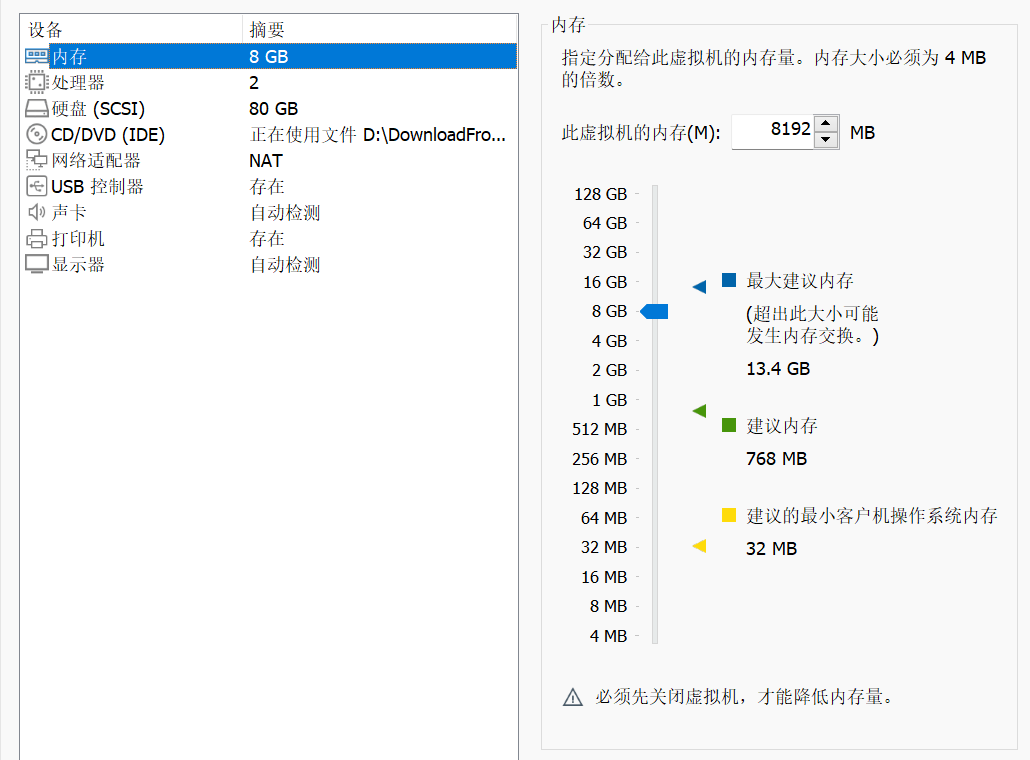 设备 摘要
内存 8 GB
处理器 2
硬盘 (SCSI) 80 GB
CD/DVD (IDE) 正在使用文件 D:\DownloadFro...
网络适配器 NAT
USB 控制器 存在
声卡 自动检测
打印机 存在
显示器 自动检测
内存
指定分配给此虚拟机的内存量。内存大小必须为 4 MB
的倍数。
此虚拟机的内存(M): 8192 MB
128 GB
64 GB
32 GB
16 GB
8 GB
4 GB
2 GB
1 GB
512 MB
256 MB
128 MB
64 MB
32 MB
16 MB
8 MB
4 MB
最大建议内存
(超出此大小可能
发生内存交换。)
13.4 GB
建议内存
768 MB
建议的最小客户机操作系统内存
32 MB
必须先关闭虚拟机，才能降低内存量。